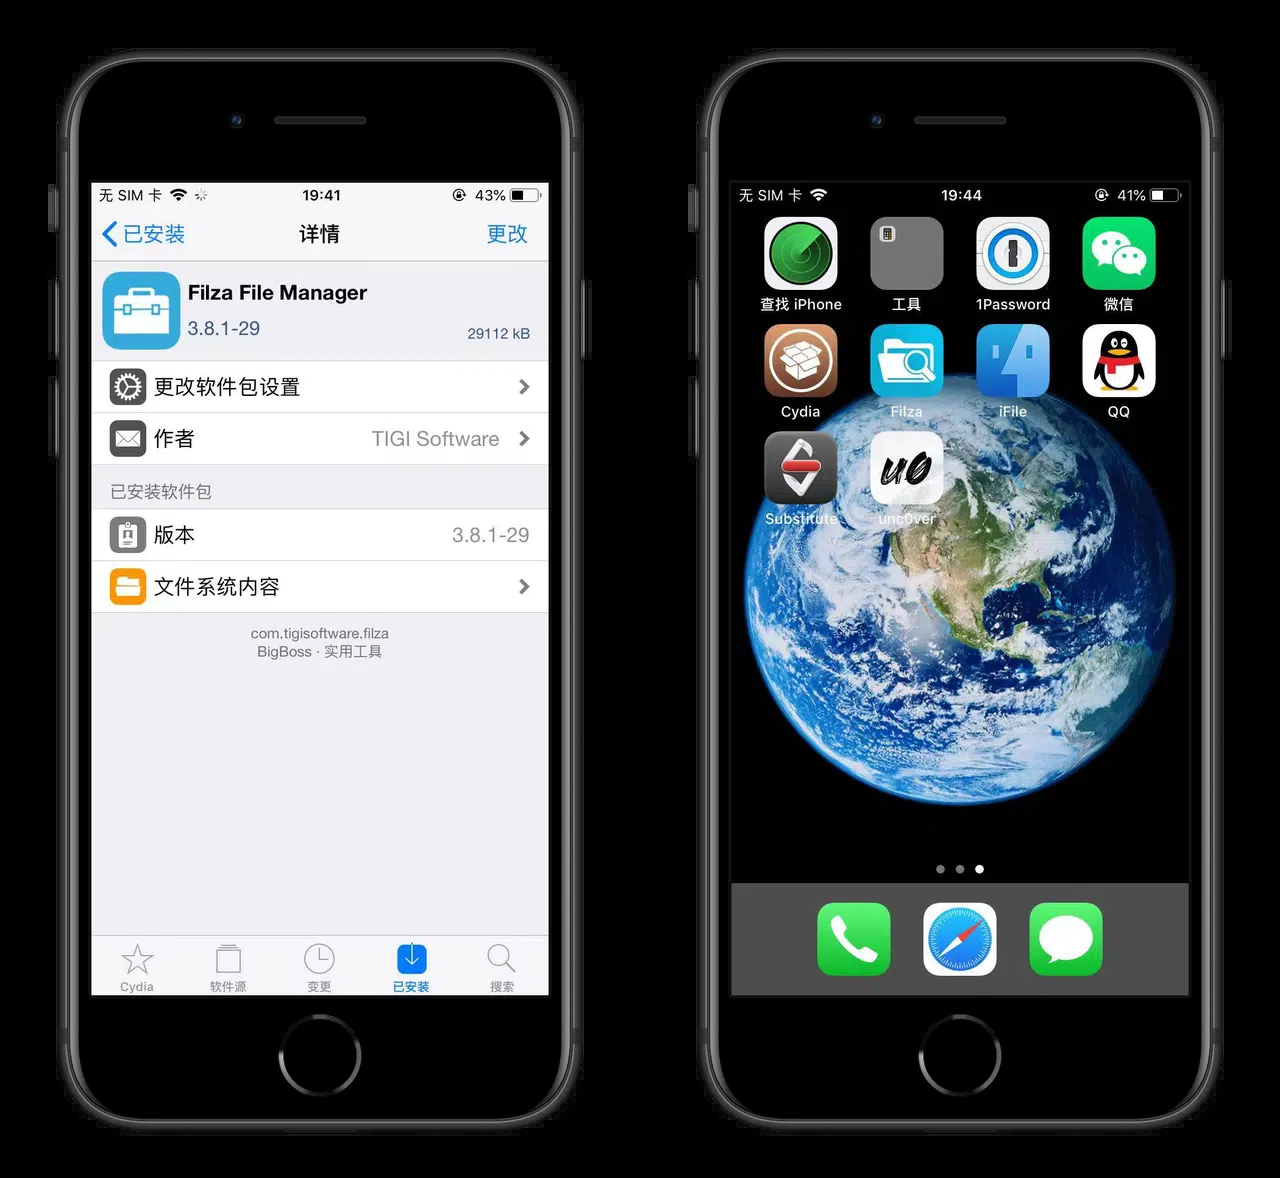 无 SIM 卡
19:41
43%
已安装
详情
更改
Filza File Manager
3.8.1-29
29112 kB
更改软件包设置
作者
TIGI Software
已安装软件包
版本
3.8.1-29
文件系统内容
com.tigisoftware.filza
BigBoss · 实用工具
Cydia
软件源
变更
已安装
搜索
无 SIM 卡
19:44
41%
查找 iPhone
工具
1Password
微信
Cydia
Filza
iFile
QQ
u0
Substitute
unc0ver